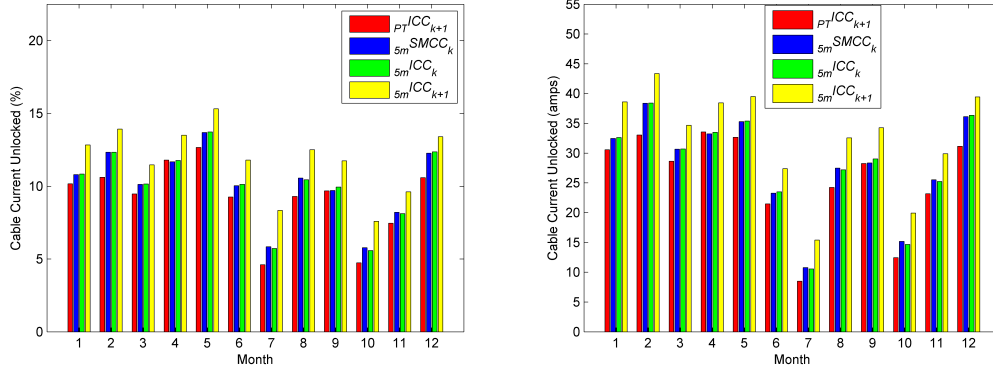 Cable Current Unlocked (%)
20
15
10
5
0
1 2 3 4 5 6 7 8 9 10 11 12
Month
PTICCk+1
5mSMCCk
5mICCk
5mICCk+1
Cable Current Unlocked (amps)
55
50
45
40
35
30
25
20
15
10
5
0
1 2 3 4 5 6 7 8 9 10 11 12
Month
PTICCk+1
5mSMCCk
5mICCk
5mICCk+1